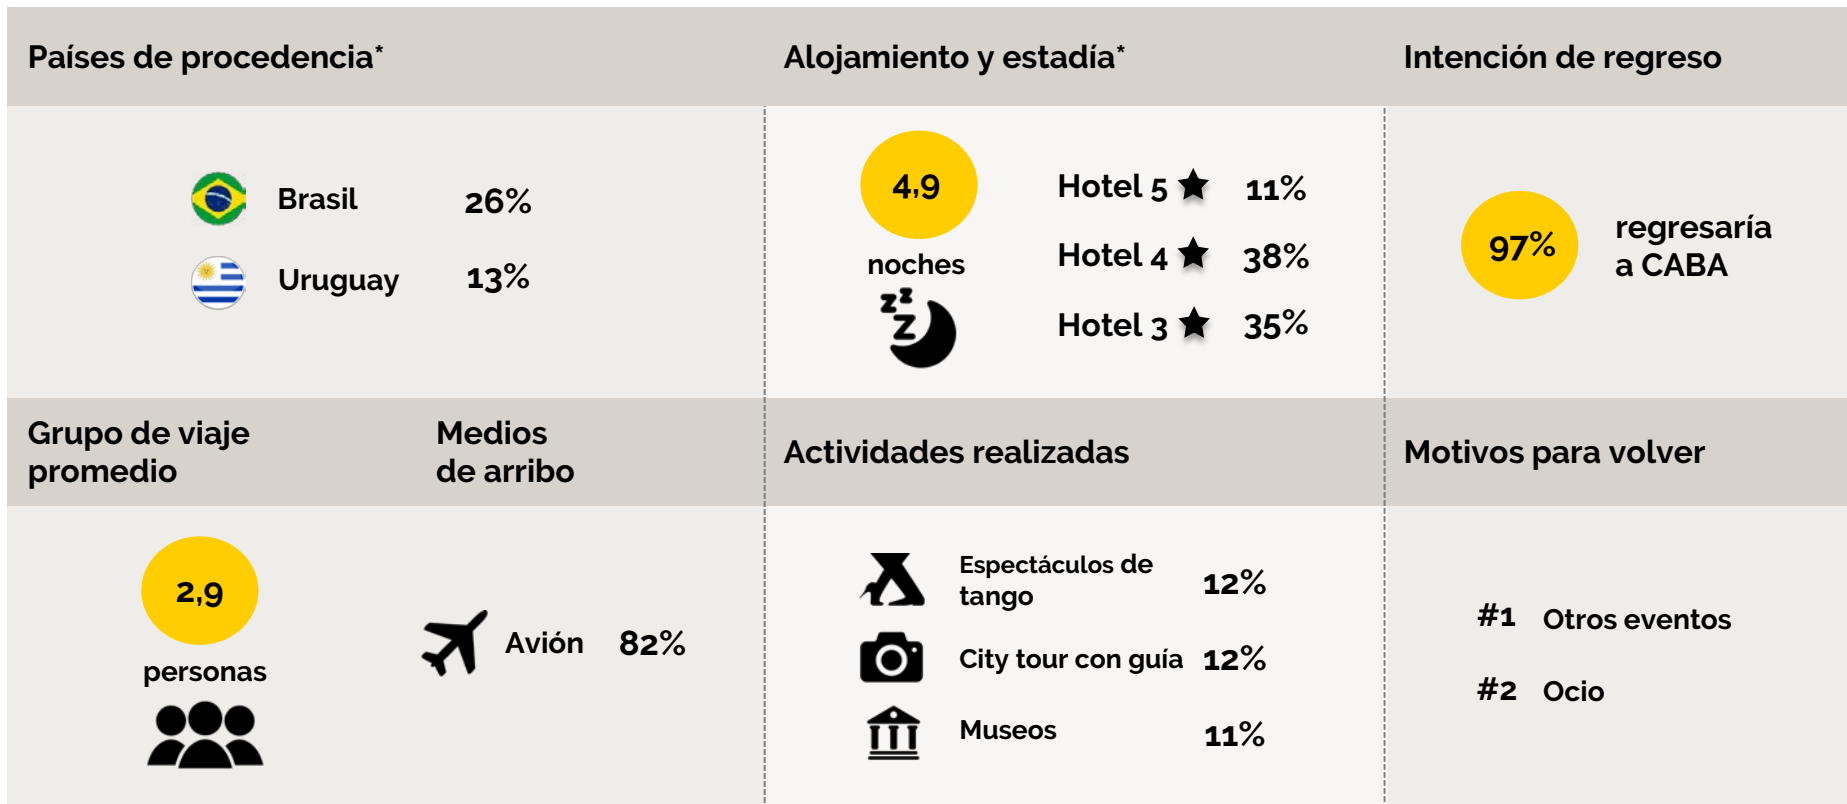 Países de procedencia*
Brasil 26%
Uruguay 13%
Alojamiento y estadía*
4,9
noches
zzz
Hotel 5 ★ 11%
Hotel 4 ★ 38%
Hotel 3 ★ 35%
Intención de regreso
97%
regresaría
a CABA
Grupo de viaje
promedio
2,9
personas
Medios
de arribo
Avión 82%
Actividades realizadas
Espectáculos de
tango
12%
City tour con guía 12%
Museos 11%
Motivos para volver
#1 Otros eventos
#2 Ocio